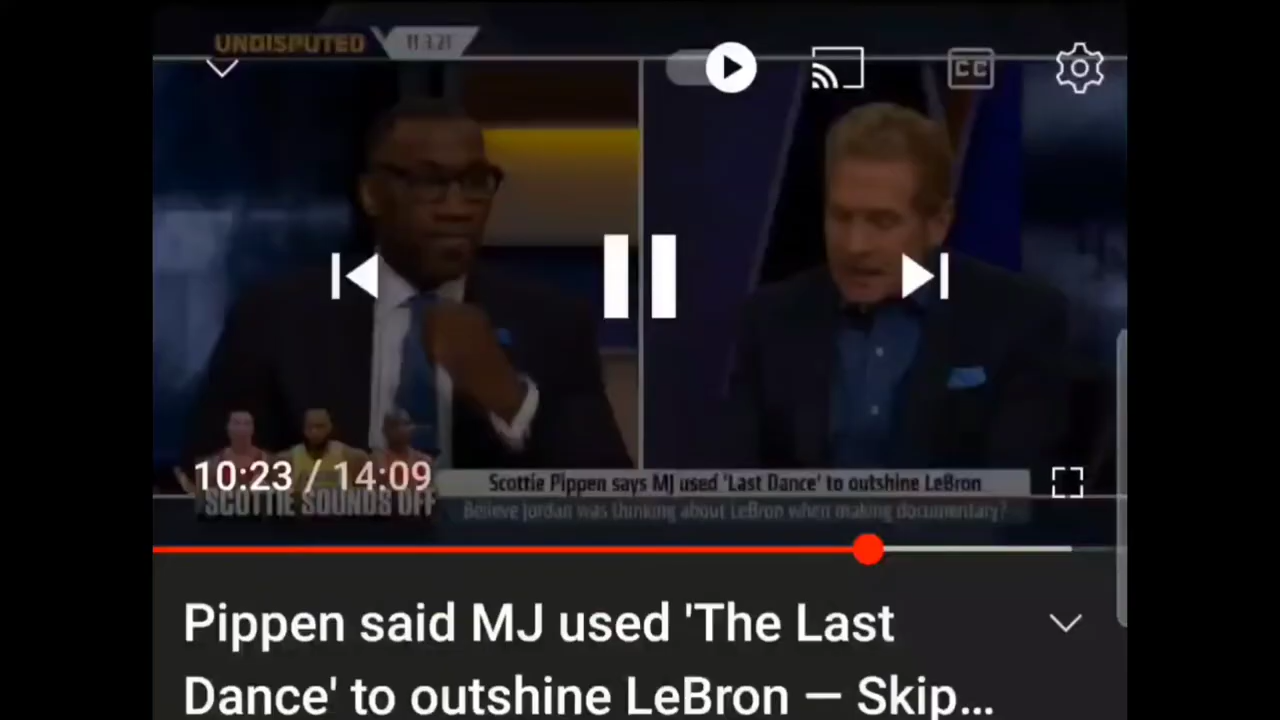 UNDISPUTED 11.3.21
CC
10:23 / 14:09
Scottie Pippen says MJ used 'Last Dance' to outshine LeBron
SCOTTIE SOUNDS OFF
Believe Jordan was thinking about LeBron when making documentary?
Pippen said MJ used 'The Last
Dance' to outshine LeBron — Skip...